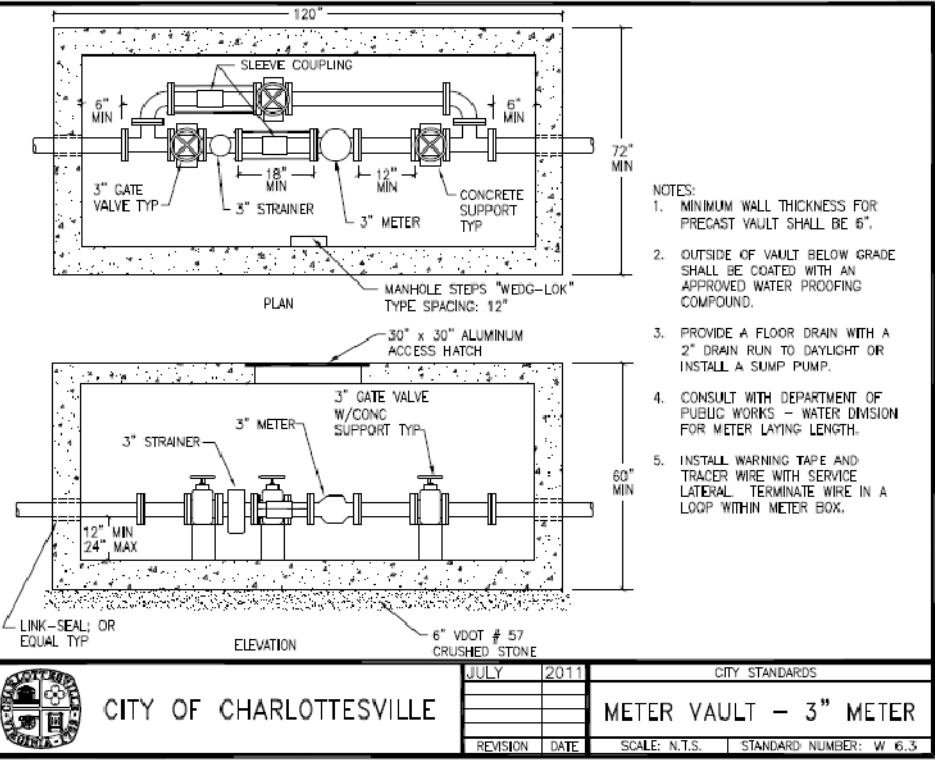 120"
SLEEVE COUPLING
6"
MIN
6"
MIN
72"
MIN
18"
MIN
12"
MIN
3" GATE
VALVE TYP
3" STRAINER
3" METER
CONCRETE
SUPPORT
TYP
MANHOLE STEPS "WEDG-LOK"
TYPE SPACING: 12"
PLAN
30" x 30" ALUMINUM
ACCESS HATCH
3" GATE VALVE
W/CONC
SUPPORT TYP
3" METER
3" STRAINER
60"
MIN
12" MIN
24" MAX
LINK-SEAL; OR
EQUAL TYP
ELEVATION
6" VDOT # 57
CRUSHED STONE
NOTES:
1. MINIMUM WALL THICKNESS FOR
PRECAST VAULT SHALL BE 6".
2. OUTSIDE OF VAULT BELOW GRADE
SHALL BE COATED WITH AN
APPROVED WATER PROOFING
COMPOUND.
3. PROVIDE A FLOOR DRAIN WITH A
2" DRAIN RUN TO DAYLIGHT OR
INSTALL A SUMP PUMP.
4. CONSULT WITH DEPARTMENT OF
PUBLIC WORKS - WATER DIVISION
FOR METER LAYING LENGTH.
5. INSTALL WARNING TAPE AND
TRACER WIRE WITH SERVICE
LATERAL. TERMINATE WIRE IN A
LOOP WITHIN METER BOX.
CHARLOTTESVILLE
VIRGINIA
CITY OF CHARLOTTESVILLE
JULY 2011
REVISION DATE
CITY STANDARDS
METER VAULT - 3" METER
SCALE: N.T.S. STANDARD NUMBER: W 6.3